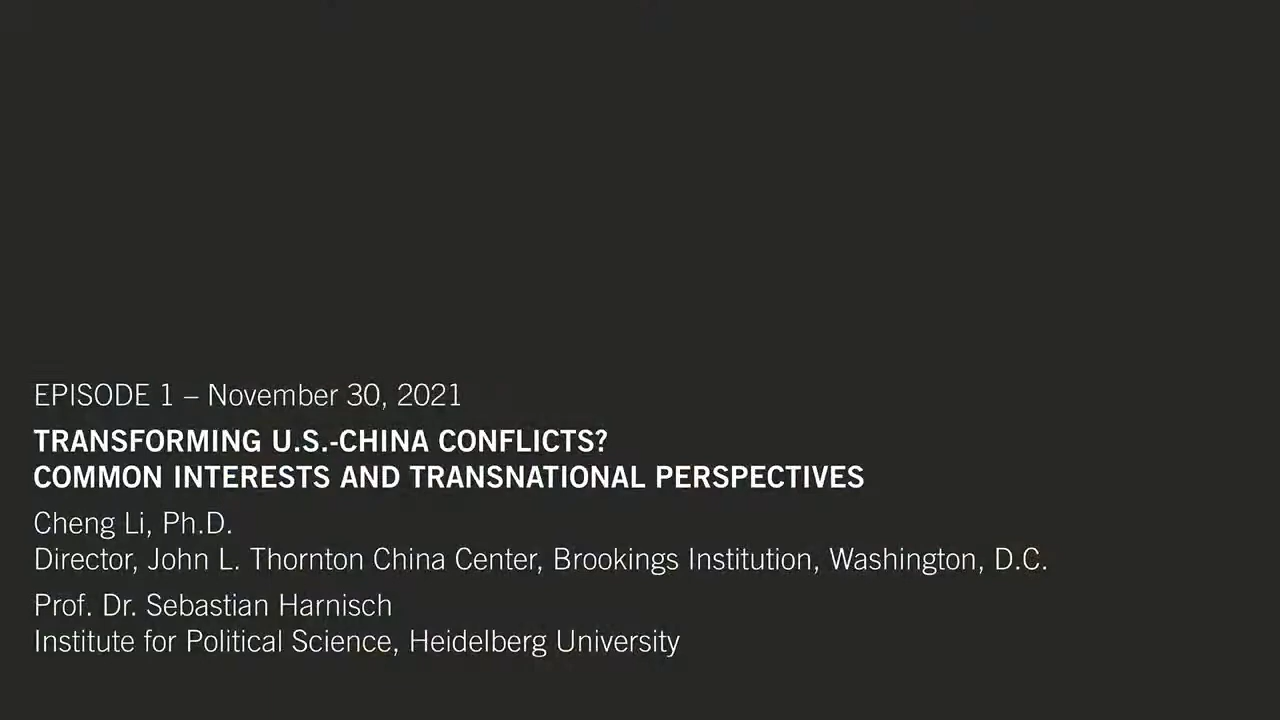 EPISODE 1 – November 30, 2021
TRANSFORMING U.S.-CHINA CONFLICTS?
COMMON INTERESTS AND TRANSNATIONAL PERSPECTIVES
Cheng Li, Ph.D.
Director, John L. Thornton China Center, Brookings Institution, Washington, D.C.
Prof. Dr. Sebastian Harnisch
Institute for Political Science, Heidelberg University